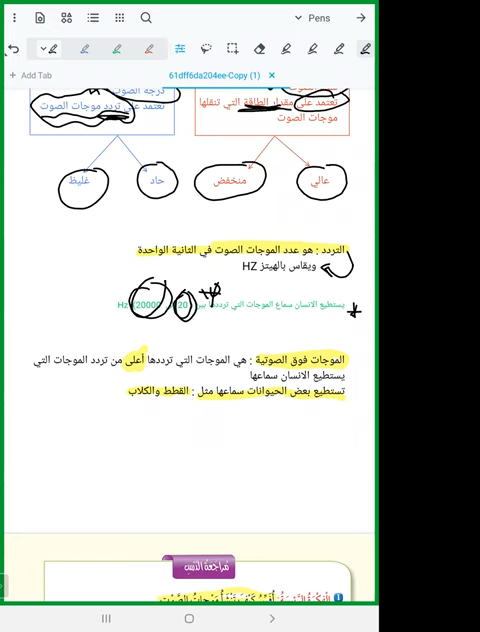 Pens
Add Tab
61dff6da204ee-Copy (1)
درجة الصوت
تعتمد على تردد موجات الصوت
تعتمد على مقدار الطاقة التي تنقلها
موجات الصوت
عالي
منخفض
حاد
غليظ
التردد : هو عدد الموجات الصوت في الثانية الواحدة
ويقاس بالهيتز HZ
يستطيع الانسان سماع الموجات التي ترددها بين 20 20000 Hz
الموجات فوق الصوتية : هي الموجات التي ترددها أعلى من تردد الموجات التي
يستطيع الانسان سماعها
تستطيع بعض الحيوانات سماعها مثل : القطط والكلاب
مراجعة الدرس